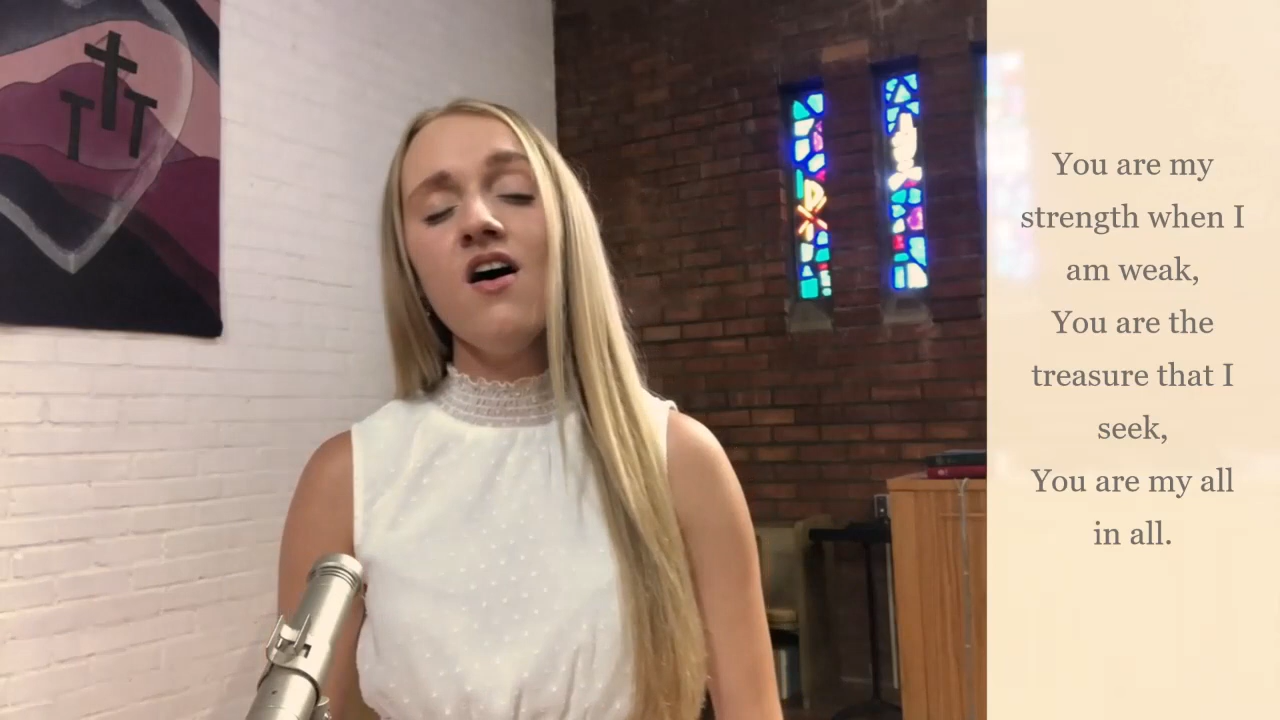 You are my
strength when I
am weak,
You are the
treasure that I
seek,
You are my all
in all.